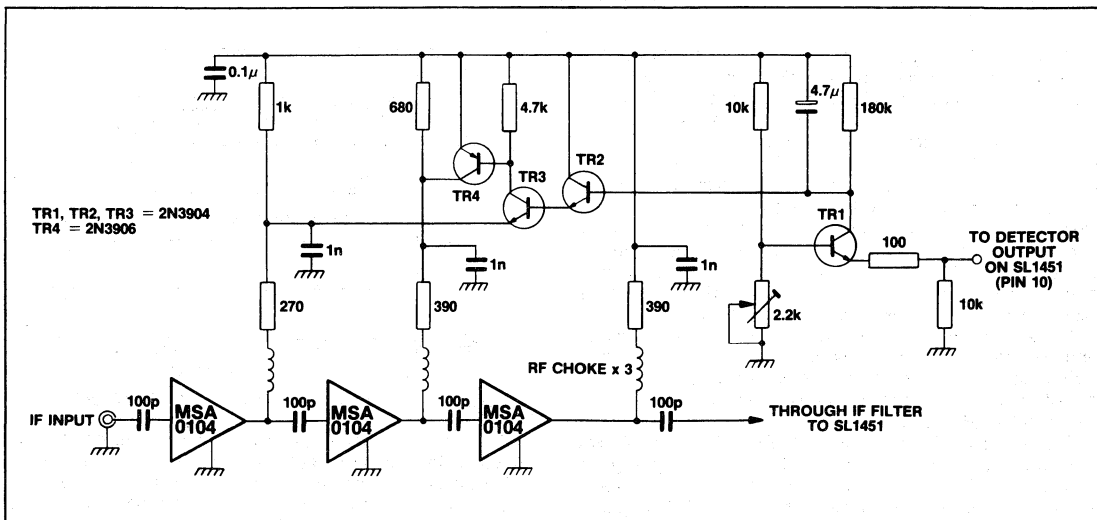 0.1µ
1k
680
4.7k
10k
4.7µ
180k
TR4
TR3
TR2
TR1
TR1, TR2, TR3 = 2N3904
TR4 = 2N3906
1n
1n
1n
100
TO DETECTOR
OUTPUT
ON SL1451
(PIN 10)
270
390
390
2.2k
10k
RF CHOKE x 3
IF INPUT
100p
MSA
0104
100p
MSA
0104
100p
MSA
0104
100p
THROUGH IF FILTER
TO SL1451